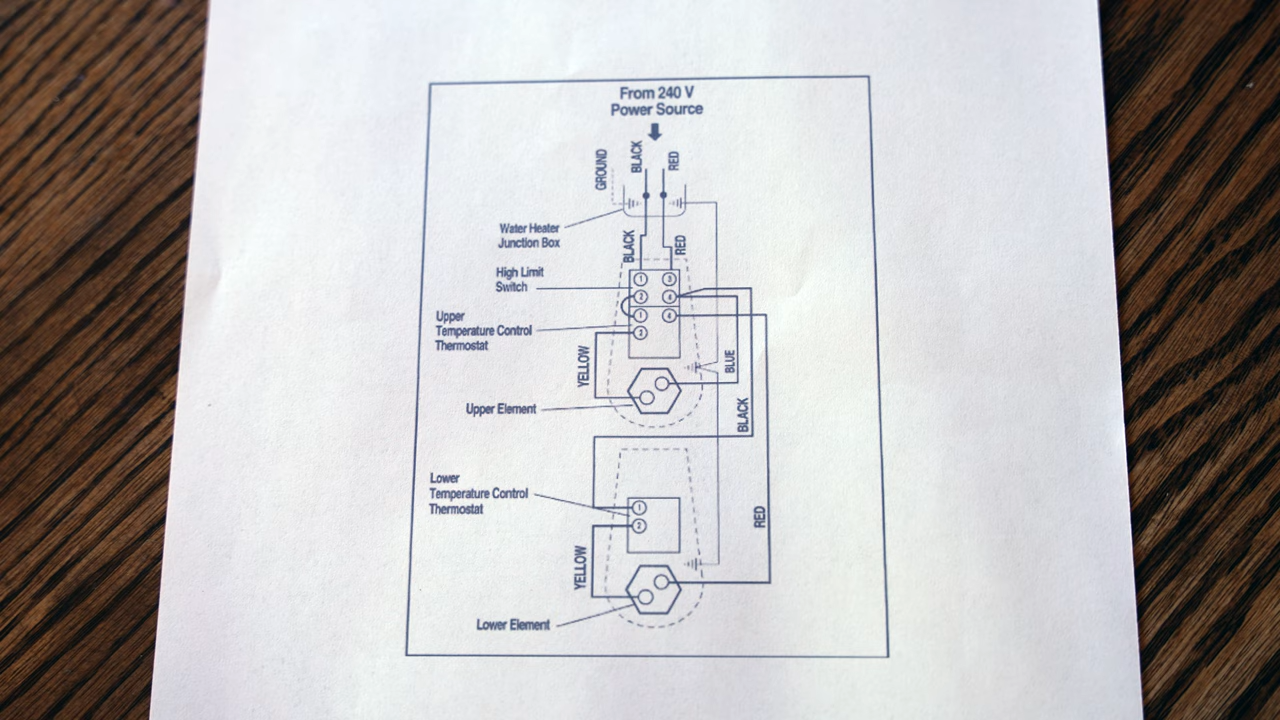 From 240 V
Power Source
GROUND
BLACK
RED
Water Heater
Junction Box
BLACK
RED
High Limit
Switch
1 3
2 4
Upper
Temperature Control
Thermostat
1 4
2
YELLOW
BLUE
Upper Element
BLACK
Lower
Temperature Control
Thermostat
1
2
RED
YELLOW
Lower Element